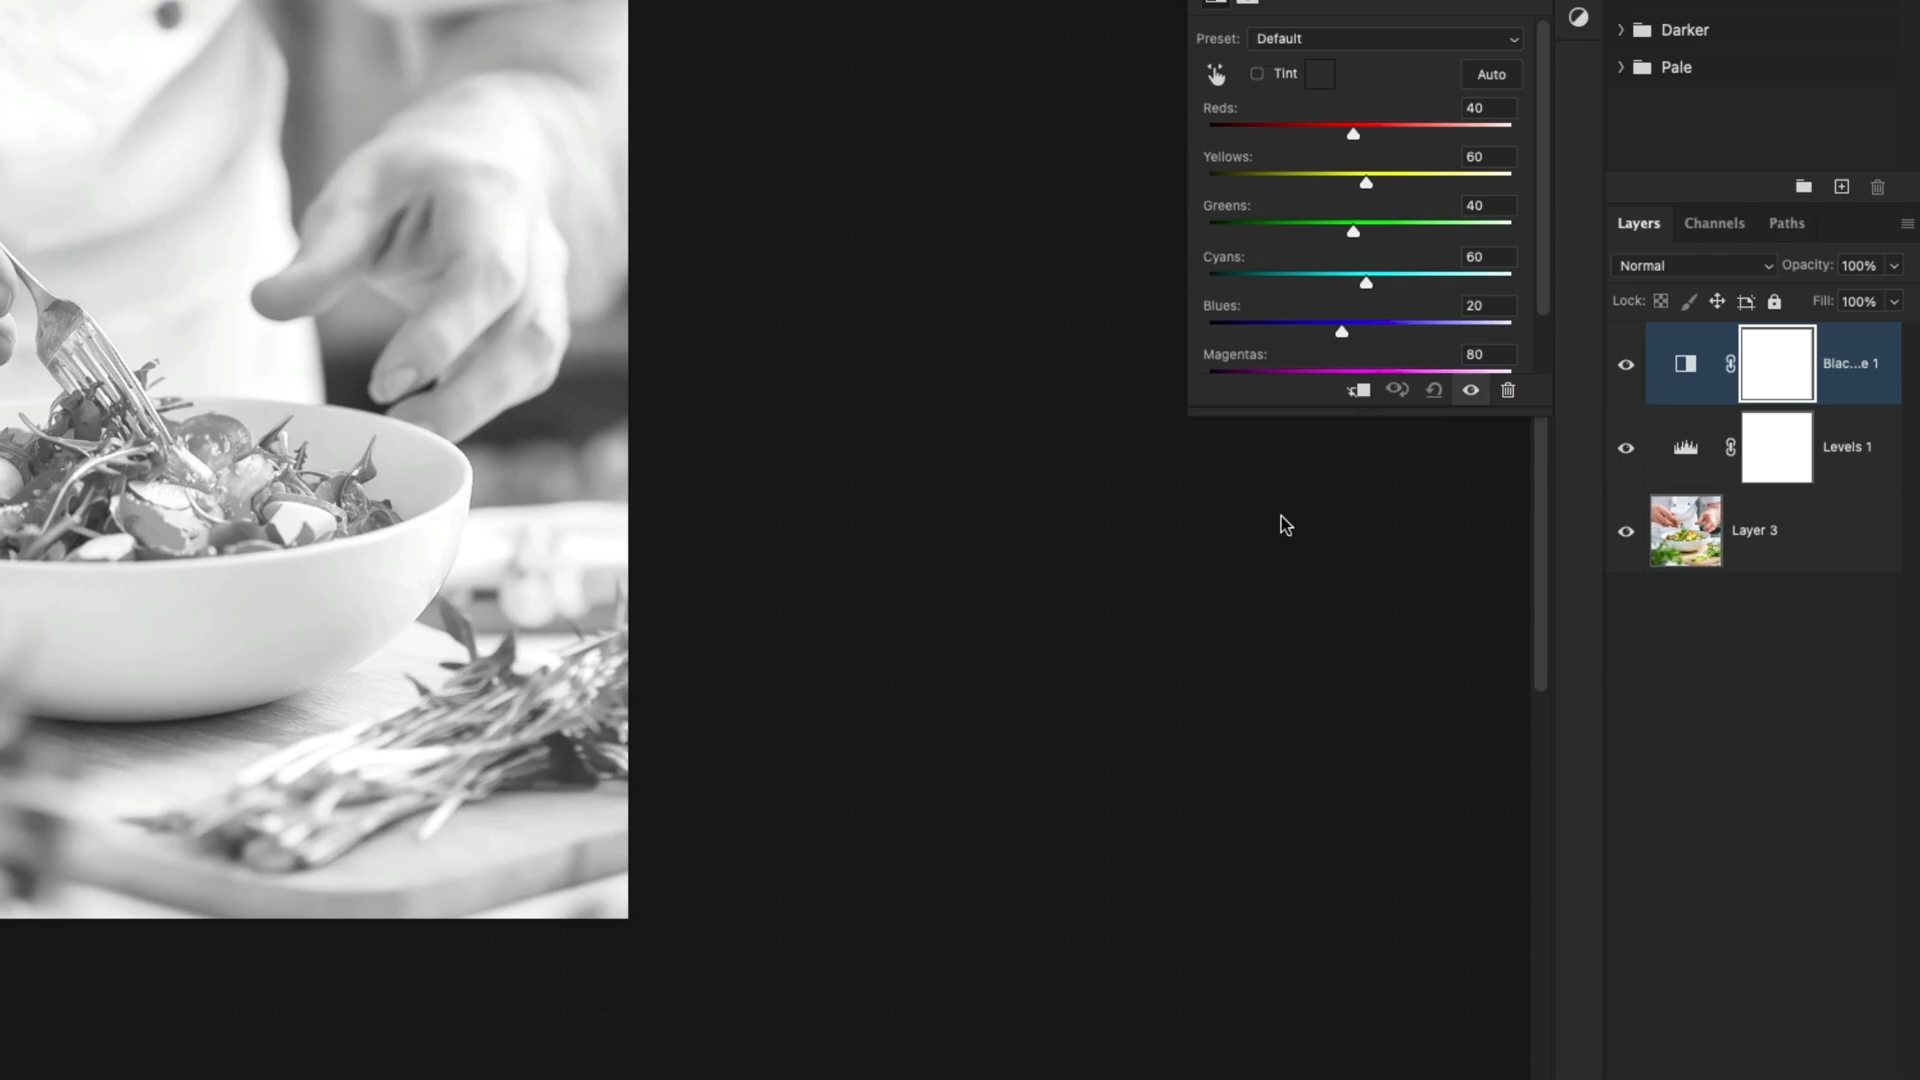 Preset: Default
Tint Auto
Reds: 40
Yellows: 60
Greens: 40
Cyans: 60
Blues: 20
Magentas: 80
Darker
Pale
Layers Channels Paths
Normal Opacity: 100%
Lock: Fill: 100%
Blac...e 1
Levels 1
Layer 3